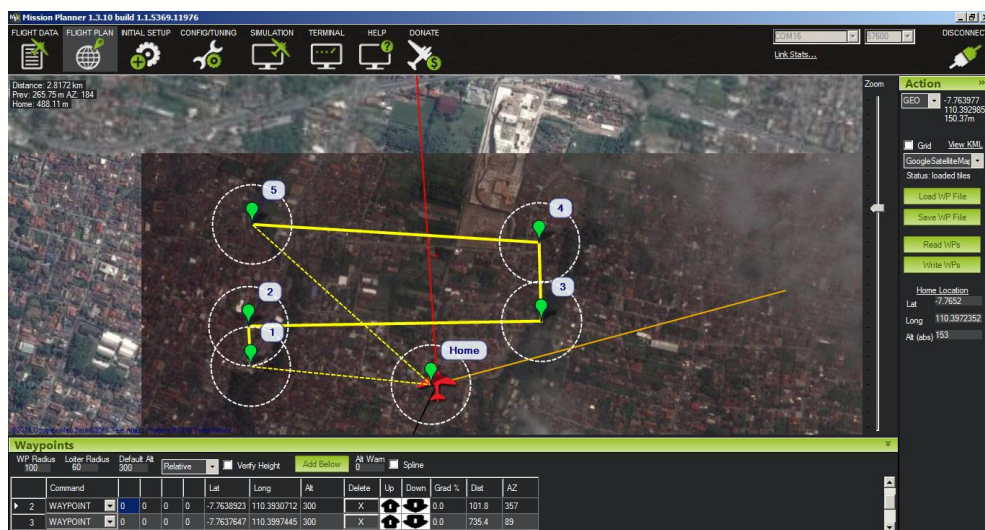 Mission Planner 1.3.10 build 1.1.5369.11976
FLIGHT DATA FLIGHT PLAN INITIAL SETUP CONFIG/TUNING SIMULATION TERMINAL HELP DONATE
COM16 57600 DISCONNECT
Link Stats...
Distance: 2.8172 km
Prev: 265.75 m AZ: 184
Home: 488.11 m
Zoom
Action »
GEO -7.763977
110.392985
150.37m
Grid View KML
GoogleSatelliteMap
Status: loaded tiles
Load WP File
Save WP File
Read WPs
Write WPs
Home Location
Lat -7.7652
Long 110.3972352
Alt (abs) 153
5
4
2
3
1
Home
Waypoints
WP Radius Loiter Radius Default Alt Alt Warn
100 60 300 Relative Verify Height Add Below 0 Spline
Command Lat Long Alt Delete Up Down Grad % Dist AZ
2 WAYPOINT 0 0 0 0 -7.7638923 110.3930712 300 X 0.0 101.8 357
3 WAYPOINT 0 0 0 0 -7.7637647 110.3997445 300 X 0.0 735.4 89